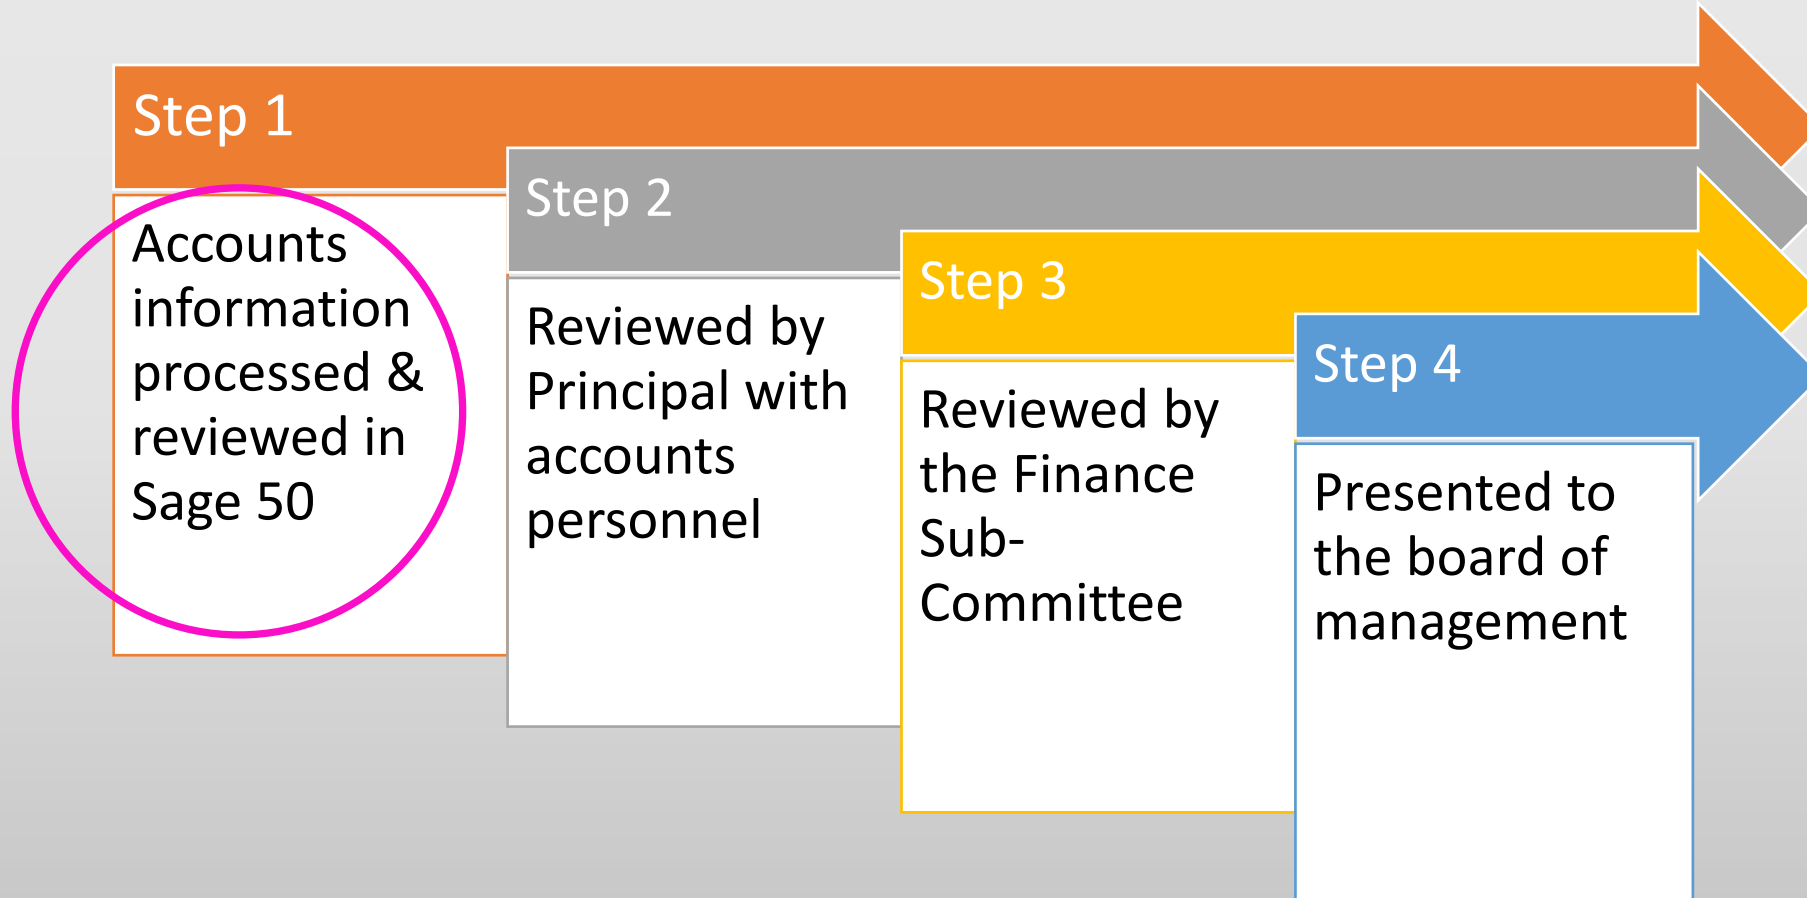 Step 1
Accounts
information
processed &
reviewed in
Sage 50
Step 2
Reviewed by
Principal with
accounts
personnel
Step 3
Reviewed by
the Finance
Sub-
Committee
Step 4
Presented to
the board of
management